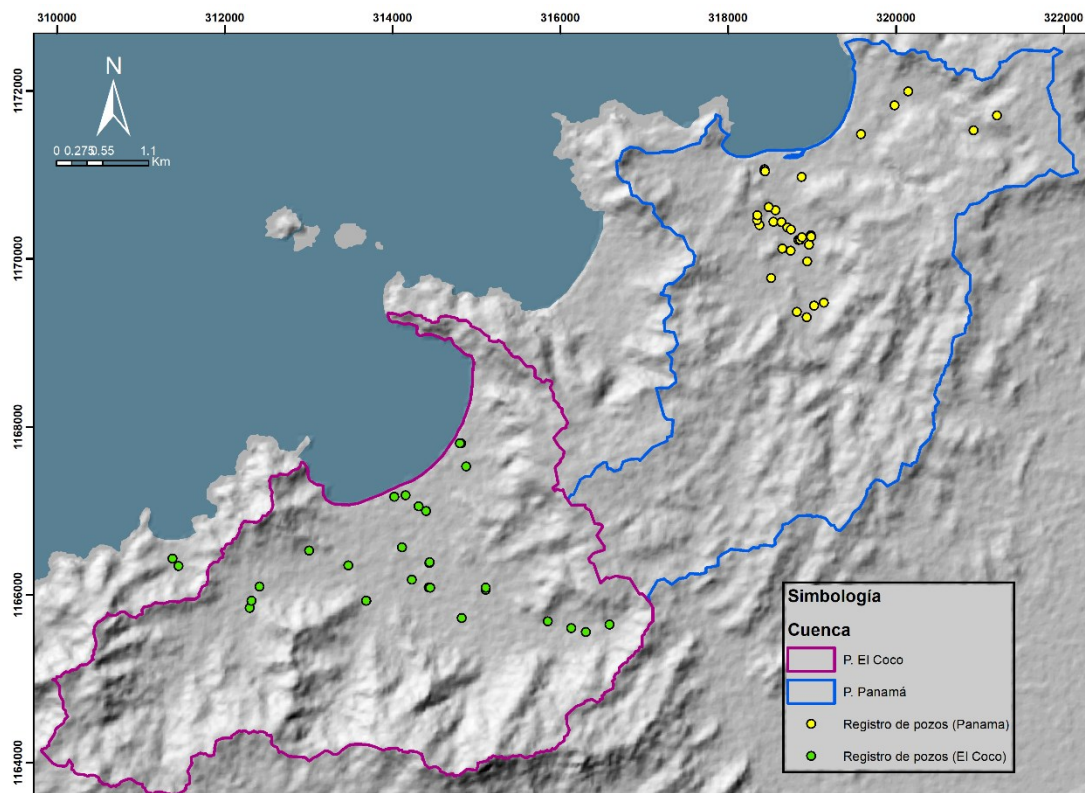 310000 312000 314000 316000 318000 320000 322000
1172000
N
0 0.275 0.55 1.1
Km
1170000
1168000
1166000
1164000
Simbología
Cuenca
P. El Coco
P. Panamá
Registro de pozos (Panama)
Registro de pozos (El Coco)